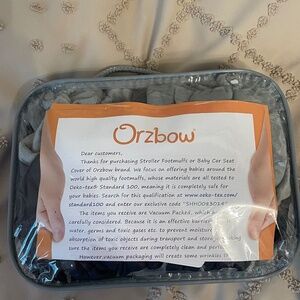 Orzbow
Dear customers,
Thanks for purchasing Stroller Footmuffs or Baby Car Seat
Cover of Orzbow brand. We focus on offering babies around the
world high quality footmuffs, whose materials are all tested to
Oeko-tex® Standard 100, meaning it is completely safe for
your babies. Search for this qualification at www.oeko-tex.com/
standard100 and enter our exclusive code
The items you receive are Vacuum Packed, which
carefully considered. Because it is an effective barrier
water, germs and toxic gases etc. to prevent moisture
absorption of toxic objects during transport and storage,
sure the items you receive are completely clean and
However,vacuum packaging will create some wrinkles